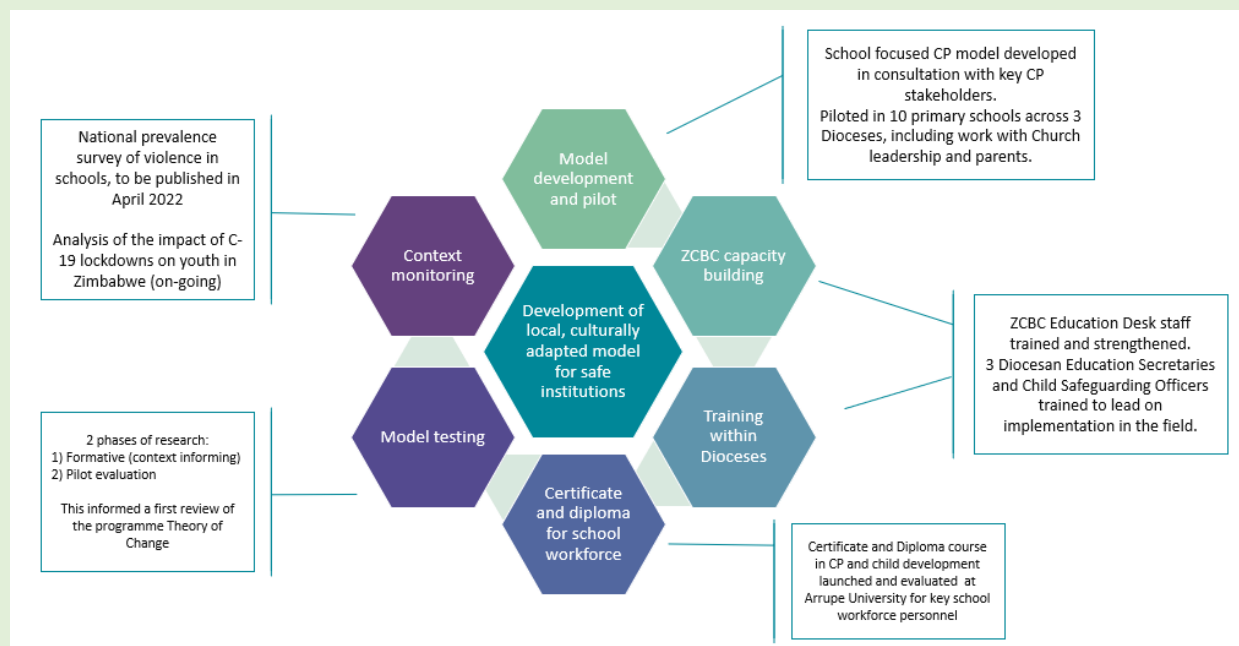 School focused CP model developed
in consultation with key CP
stakeholders.
Piloted in 10 primary schools across 3
Dioceses, including work with Church
leadership and parents.
National prevalence
survey of violence in
schools, to be published in
April 2022
Analysis of the impact of C-
19 lockdowns on youth in
Zimbabwe (on-going)
Model
development
and pilot
Context
monitoring
ZCBC capacity
building
Development of
local, culturally
adapted model
for safe
institutions
ZCBC Education Desk staff
trained and strengthened.
3 Diocesan Education Secretaries
and Child Safeguarding Officers
trained to lead on
implementation in the field.
Model testing
Training
within
Dioceses
2 phases of research:
1) Formative (context informing)
2) Pilot evaluation
This informed a first review of
the programme Theory of
Change
Certificate
and diploma
for school
workforce
Certificate and Diploma course
in CP and child development
launched and evaluated at
Arrupe University for key school
workforce personnel